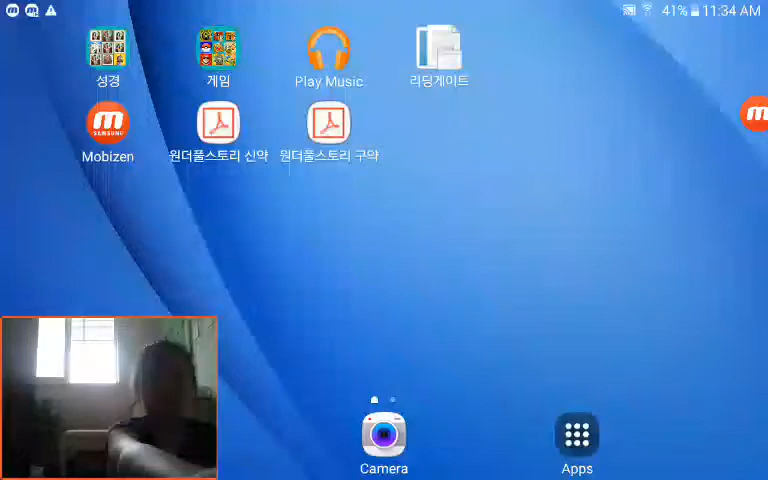 41% 11:34 AM
성경 게임 Play Music 리딩게이트
m
SAMSUNG
Mobizen 원더풀스토리 신약 원더풀스토리 구약
m
Camera Apps